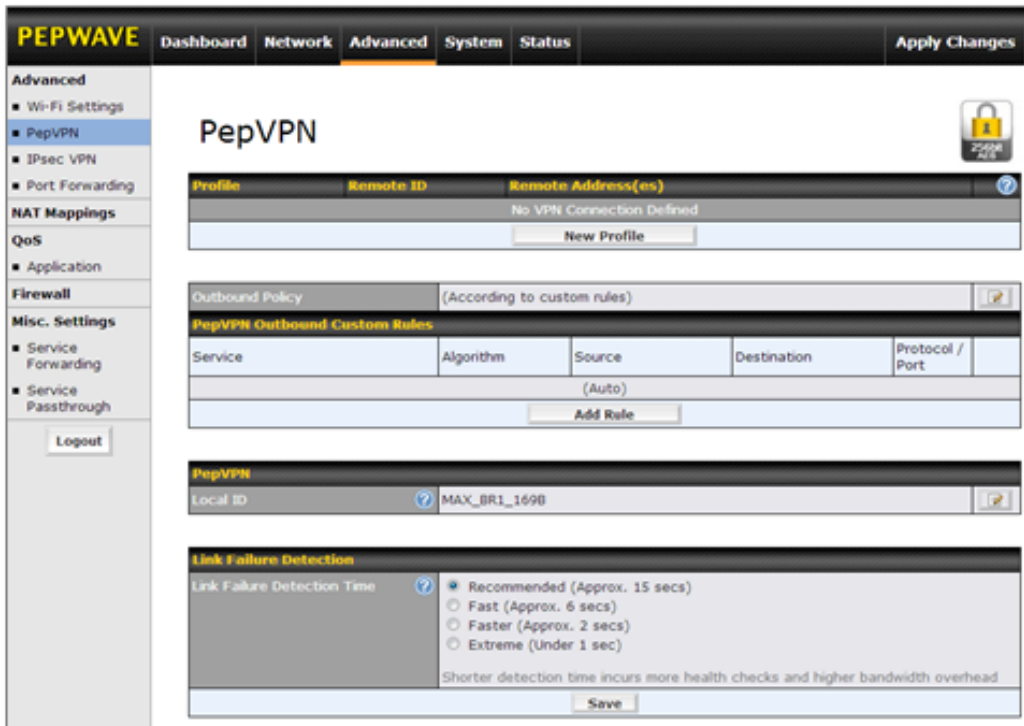 PEPWAVE Dashboard Network Advanced System Status Apply Changes
Advanced
Wi-Fi Settings
PepVPN
IPsec VPN
Port Forwarding
NAT Mappings
QoS
Application
Firewall
Misc. Settings
Service
Forwarding
Service
Passthrough
Logout
PepVPN
256bit
AES
Profile Remote ID Remote Address(es)
No VPN Connection Defined
New Profile
Outbound Policy (According to custom rules)
PepVPN Outbound Custom Rules
Service Algorithm Source Destination Protocol /
Port
(Auto)
Add Rule
PepVPN
Local ID MAX_BR1_169B
Link Failure Detection
Link Failure Detection Time
Recommended (Approx. 15 secs)
Fast (Approx. 6 secs)
Faster (Approx. 2 secs)
Extreme (Under 1 sec)
Shorter detection time incurs more health checks and higher bandwidth overhead
Save